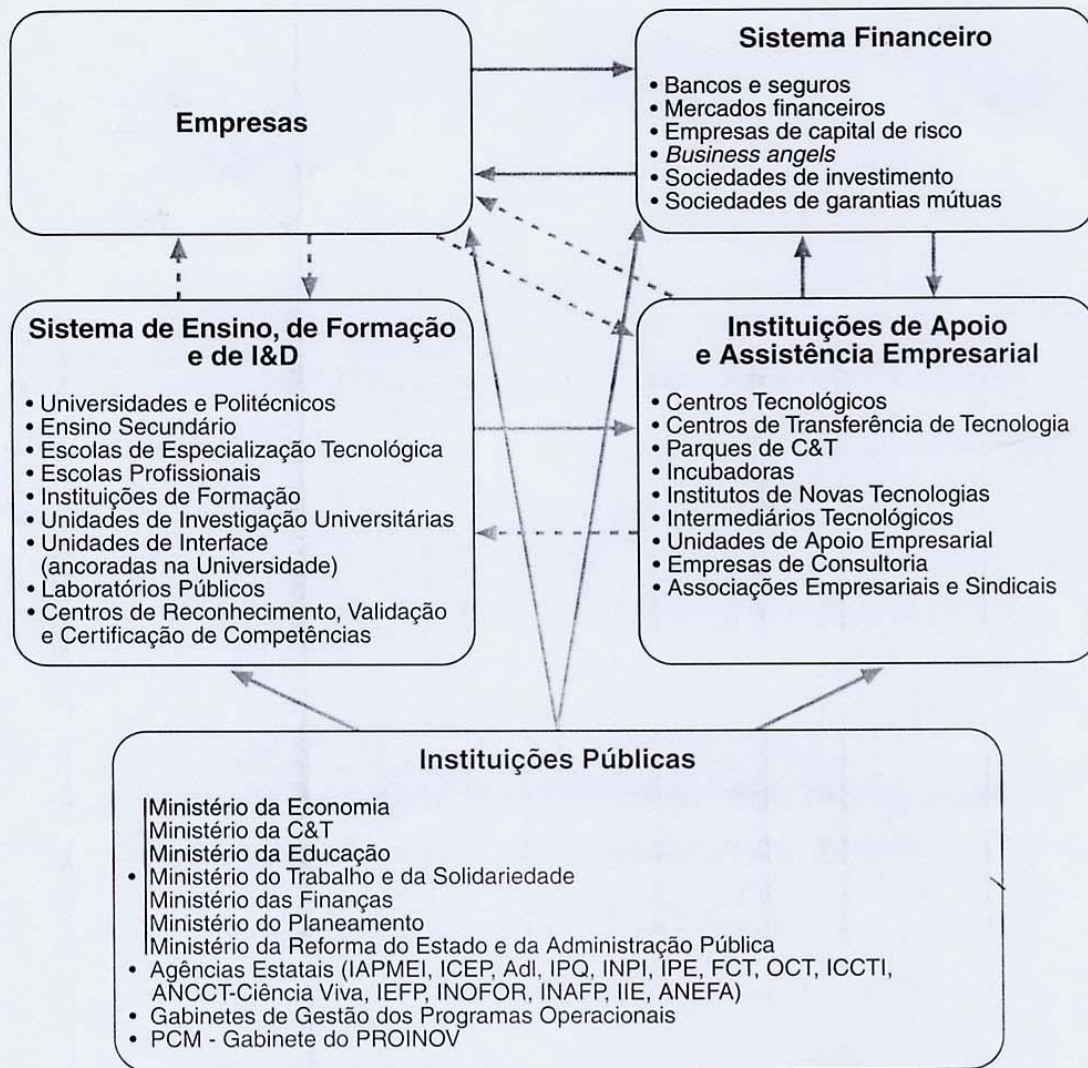 Empresas
Sistema Financeiro
• Bancos e seguros
• Mercados financeiros
• Empresas de capital de risco
• Business angels
• Sociedades de investimento
• Sociedades de garantias mútuas
Sistema de Ensino, de Formação
e de I&D
• Universidades e Politécnicos
• Ensino Secundário
• Escolas de Especialização Tecnológica
• Escolas Profissionais
• Instituições de Formação
• Unidades de Investigação Universitárias
• Unidades de Interface
(ancoradas na Universidade)
• Laboratórios Públicos
• Centros de Reconhecimento, Validação
e Certificação de Competências
Instituições de Apoio
e Assistência Empresarial
• Centros Tecnológicos
• Centros de Transferência de Tecnologia
• Parques de C&T
• Incubadoras
• Institutos de Novas Tecnologias
• Intermediários Tecnológicos
• Unidades de Apoio Empresarial
• Empresas de Consultoria
• Associações Empresariais e Sindicais
Instituições Públicas
Ministério da Economia
Ministério da C&T
Ministério da Educação
• Ministério do Trabalho e da Solidariedade
Ministério das Finanças
Ministério do Planeamento
Ministério da Reforma do Estado e da Administração Pública
• Agências Estatais (IAPMEI, ICEP, AdI, IPQ, INPI, IPE, FCT, OCT, ICCTI,
ANCCT-Ciência Viva, IEFP, INOFOR, INAFP, IIE, ANEFA)
• Gabinetes de Gestão dos Programas Operacionais
• PCM - Gabinete do PROINOV